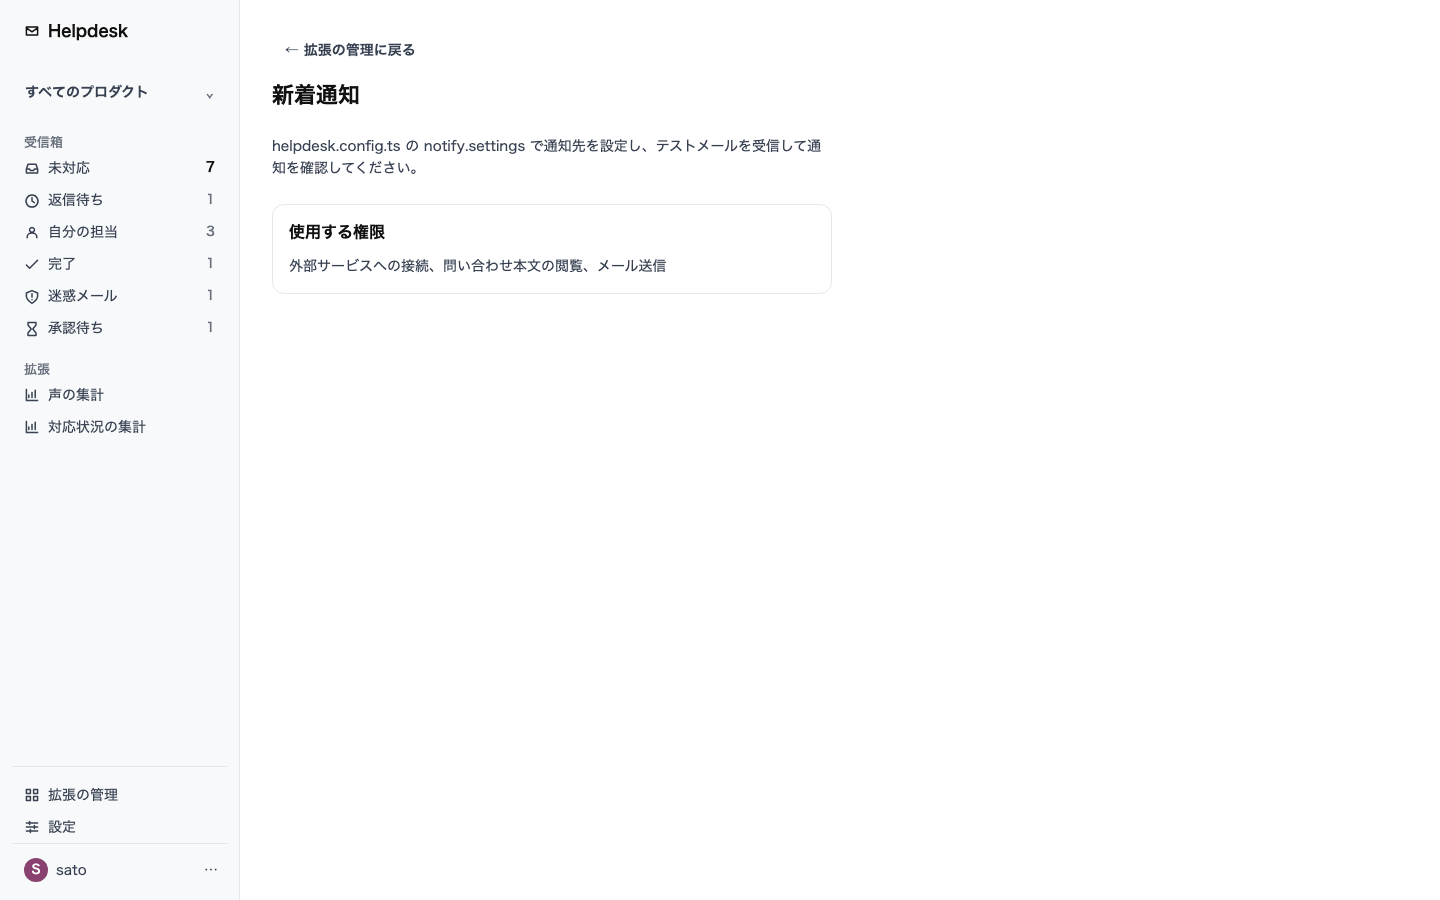 Helpdesk
すべてのプロダクト
受信箱
未対応 7
返信待ち 1
自分の担当 3
完了 1
迷惑メール 1
承認待ち 1
拡張
声の集計
対応状況の集計
拡張の管理
設定
S sato ...
← 拡張の管理に戻る
新着通知
helpdesk.config.ts の notify.settings で通知先を設定し、テストメールを受信して通
知を確認してください。
使用する権限
外部サービスへの接続、問い合わせ本文の閲覧、メール送信